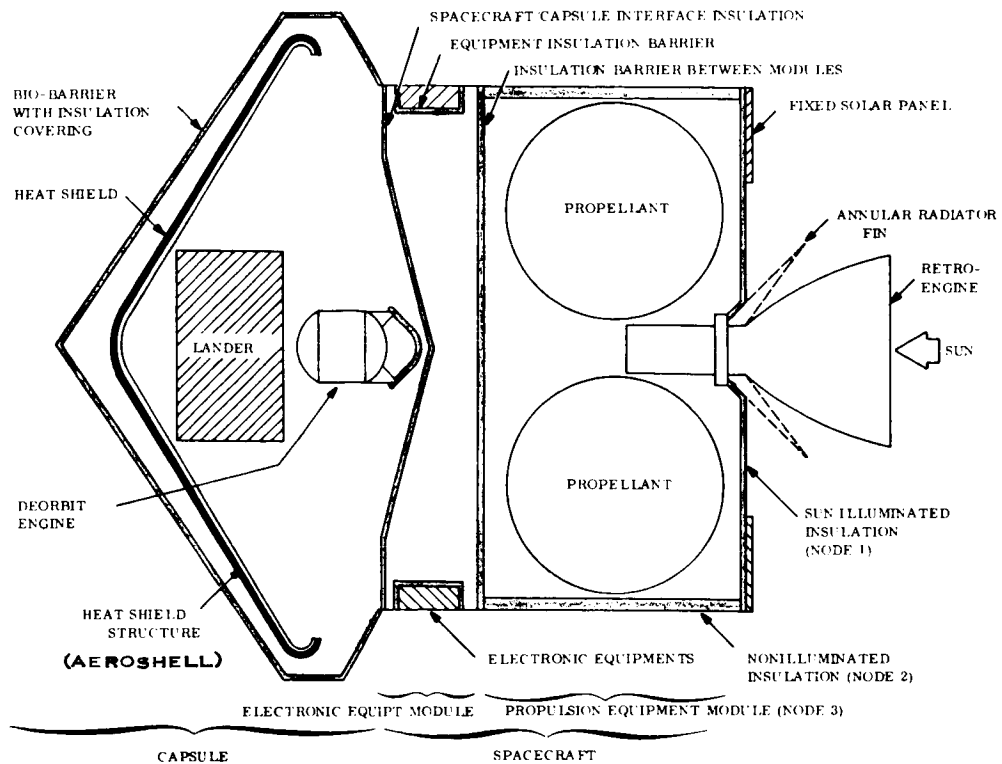 SPACECRAFT CAPSULE INTERFACE INSULATION
EQUIPMENT INSULATION BARRIER
INSULATION BARRIER BETWEEN MODULES
BIO-BARRIER
WITH INSULATION
COVERING
FIXED SOLAR PANEL
HEAT SHIELD
PROPELLANT
ANNULAR RADIATOR
FIN
RETRO-
ENGINE
LANDER
SUN
DEORBIT
ENGINE
PROPELLANT
SUN ILLUMINATED
INSULATION
(NODE 1)
HEAT SHIELD
STRUCTURE
(AEROSHELL)
ELECTRONIC EQUIPMENTS
NONILLUMINATED
INSULATION (NODE 2)
ELECTRONIC EQUIPT MODULE
PROPULSION EQUIPMENT MODULE (NODE 3)
CAPSULE
SPACECRAFT